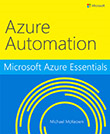 Microsoft
Azure
Automation
Microsoft Azure Essentials
Michael McKeown